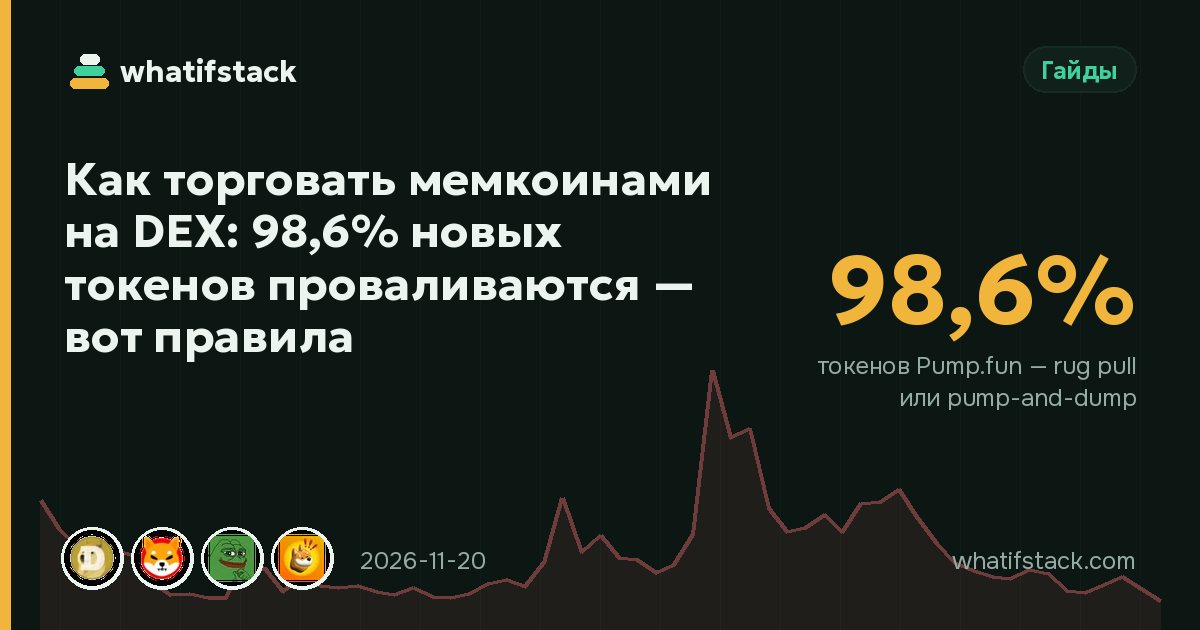 whatifstack
Гайды
Как торговать мемкоинами
на DEX: 98,6% новых
токенов проваливаются —
вот правила
98,6%
токенов Pump.fun — rug pull
или pump-and-dump
2026-11-20
whatifstack.com